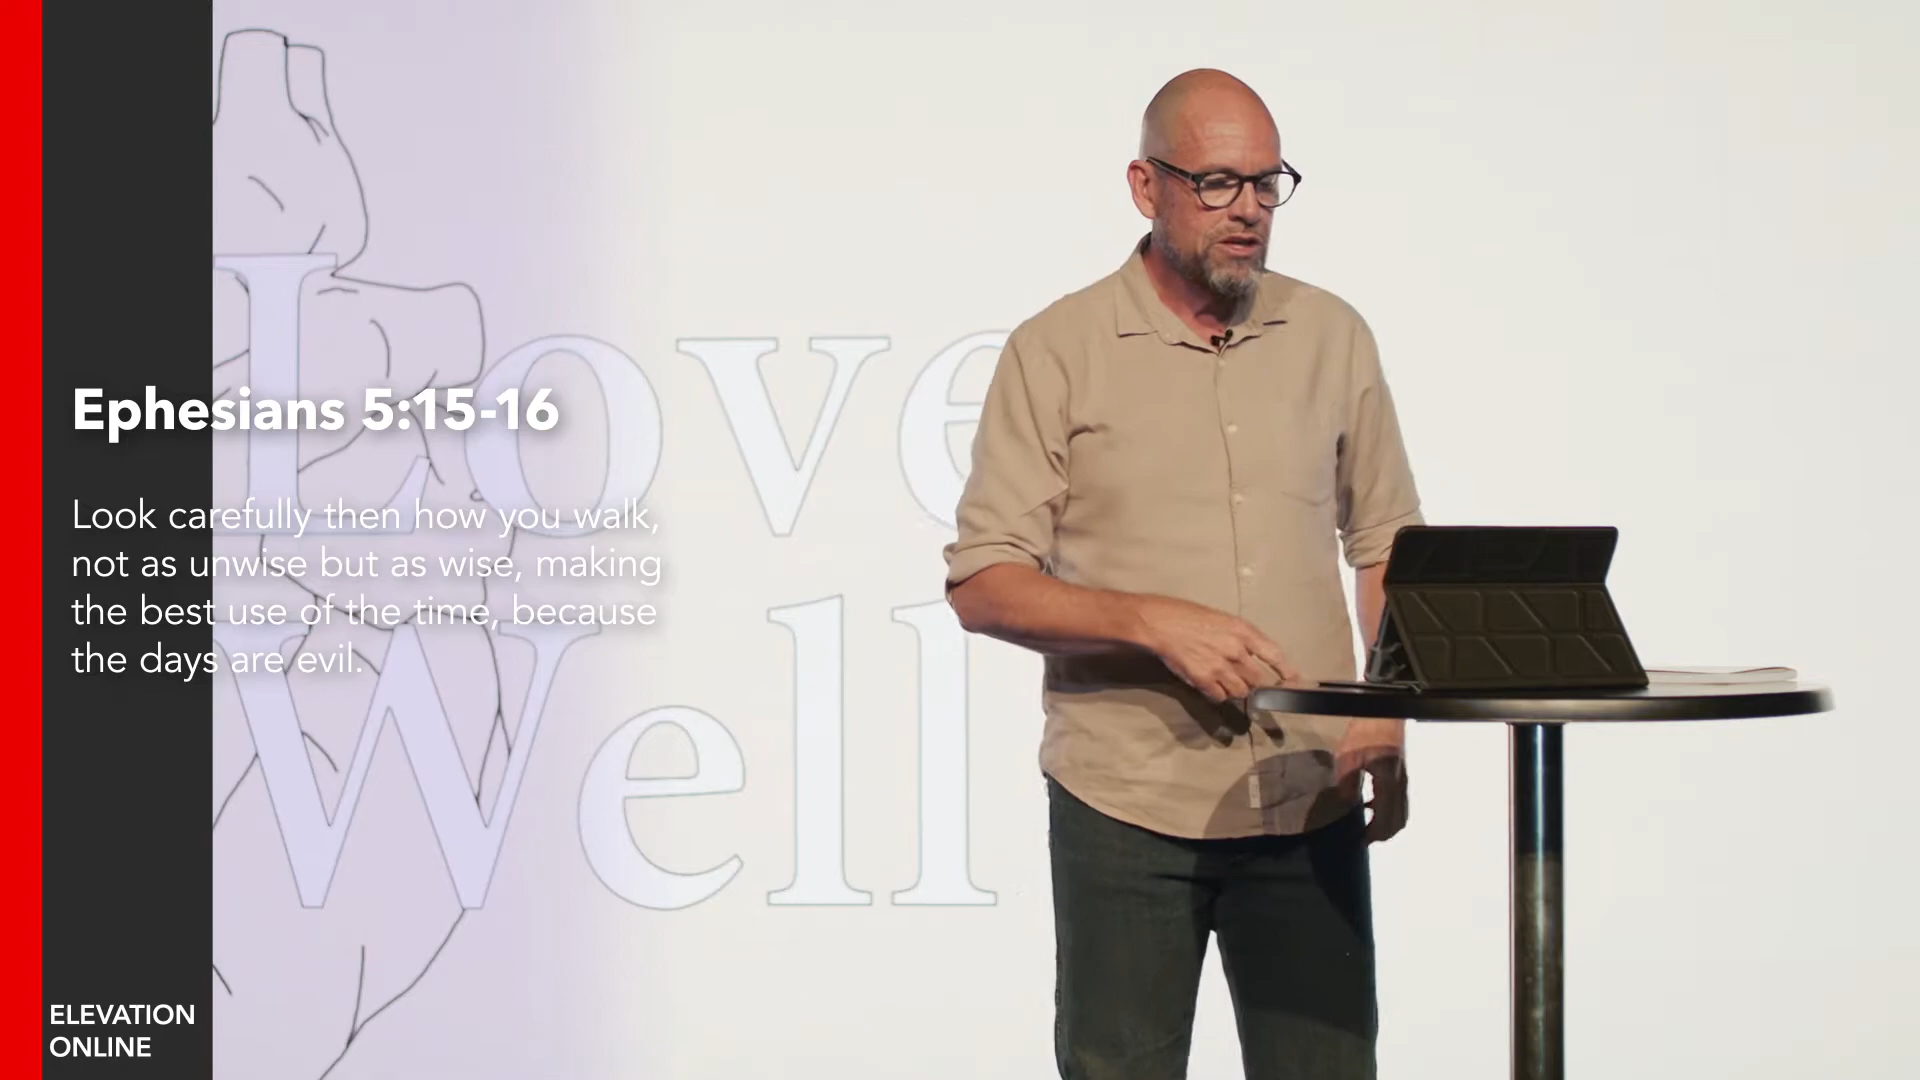 Love
Well
Ephesians 5:15-16
Look carefully then how you walk,
not as unwise but as wise, making
the best use of the time, because
the days are evil.
ELEVATION
ONLINE